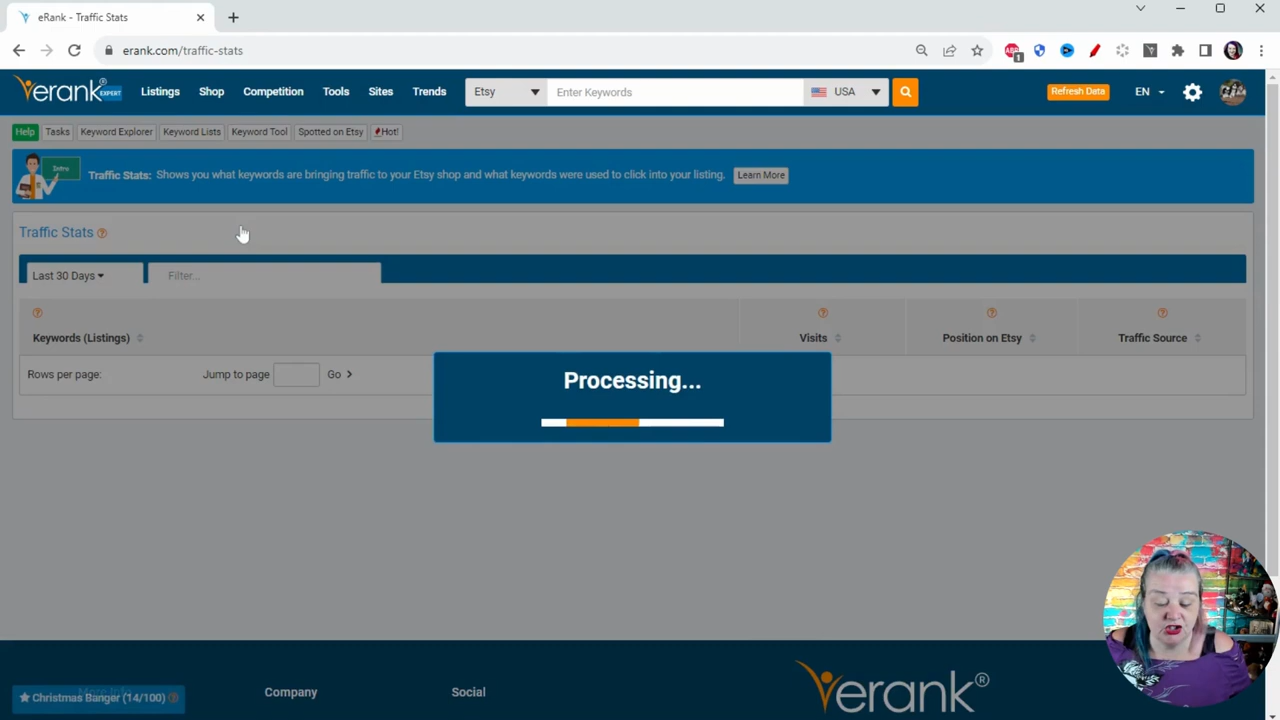 eRank - Traffic Stats
erank.com/traffic-stats
1
erank® EXPERT Listings Shop Competition Tools Sites Trends Etsy Enter Keywords USA Refresh Data EN
Help Tasks Keyword Explorer Keyword Lists Keyword Tool Spotted on Etsy Hot!
Intro
Traffic Stats: Shows you what keywords are bringing traffic to your Etsy shop and what keywords were used to click into your listing. Learn More
Traffic Stats ?
Last 30 Days Filter...
? ? ? ?
Keywords (Listings) Visits Position on Etsy Traffic Source
Processing...
Rows per page: Jump to page Go
More Info Company Social
Christmas Banger (14/100) ?
erank®